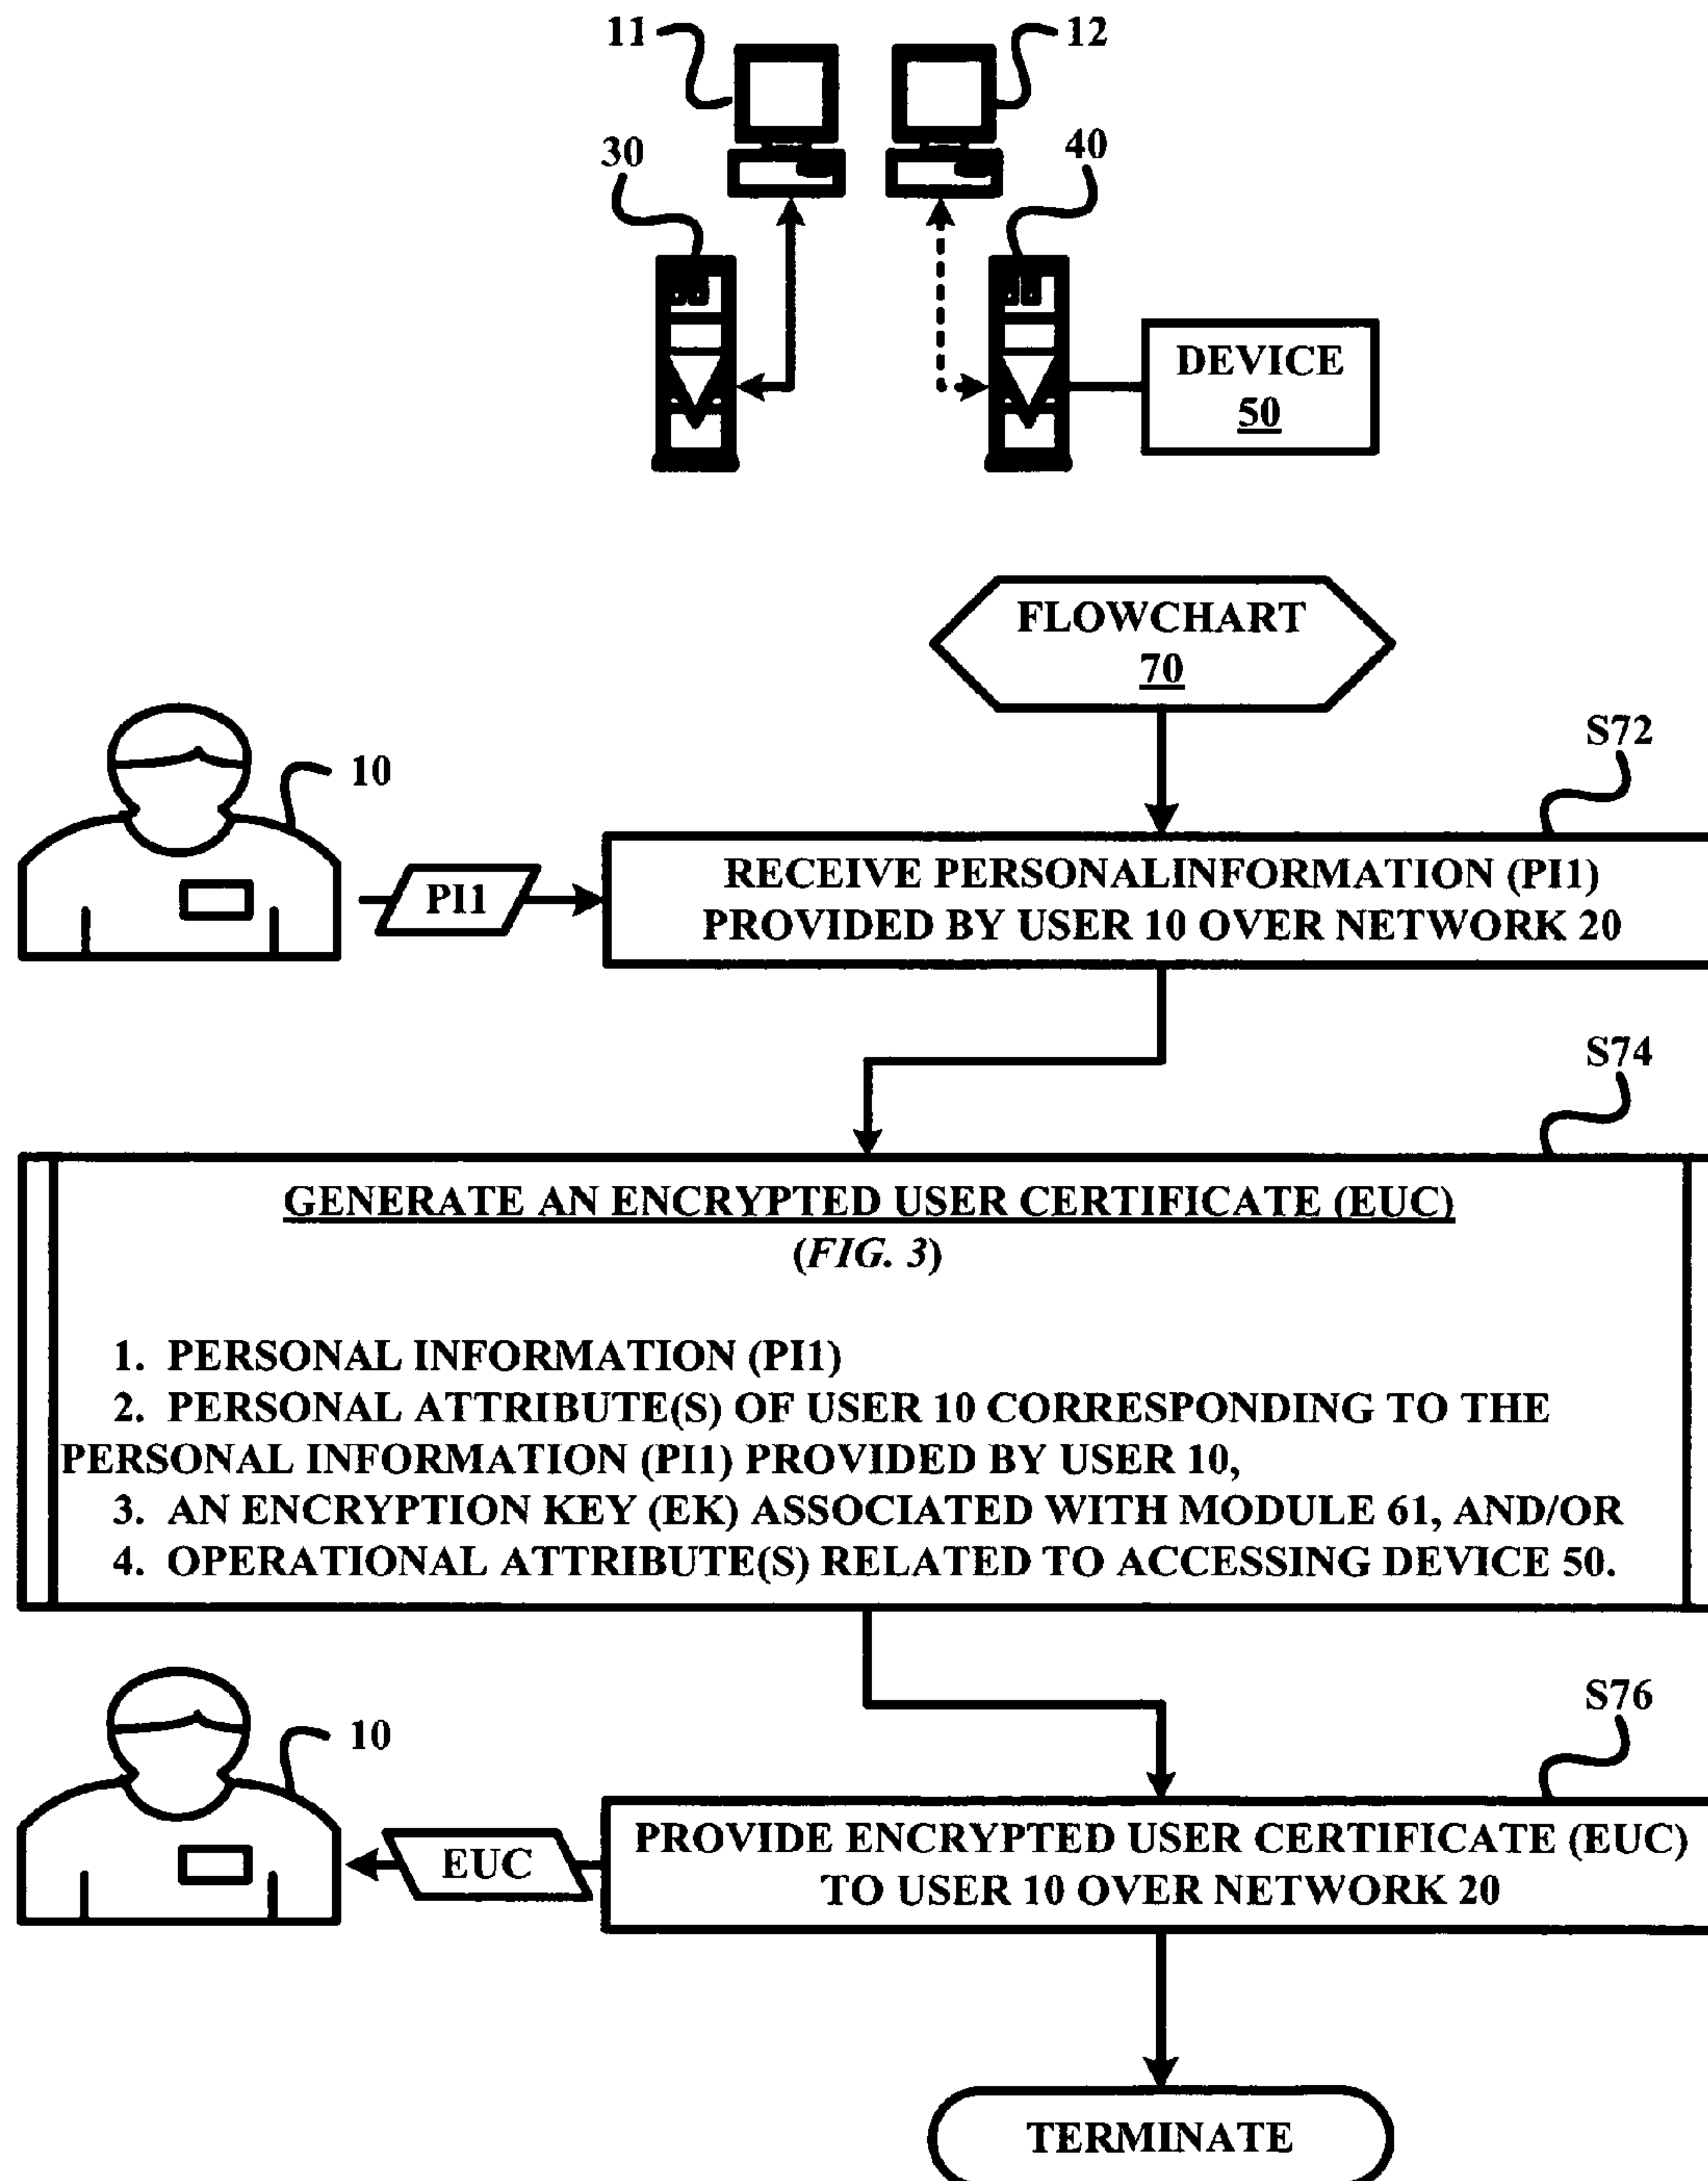 11
12
30
40
DEVICE
50
FLOWCHART
70
S72
10
PI1
RECEIVE PERSONALINFORMATION (PI1)
PROVIDED BY USER 10 OVER NETWORK 20
S74
GENERATE AN ENCRYPTED USER CERTIFICATE (EUC)
(FIG. 3)
1. PERSONAL INFORMATION (PI1)
2. PERSONAL ATTRIBUTE(S) OF USER 10 CORRESPONDING TO THE
PERSONAL INFORMATION (PI1) PROVIDED BY USER 10,
3. AN ENCRYPTION KEY (EK) ASSOCIATED WITH MODULE 61, AND/OR
4. OPERATIONAL ATTRIBUTE(S) RELATED TO ACCESSING DEVICE 50.
S76
10
EUC
PROVIDE ENCRYPTED USER CERTIFICATE (EUC)
TO USER 10 OVER NETWORK 20
TERMINATE